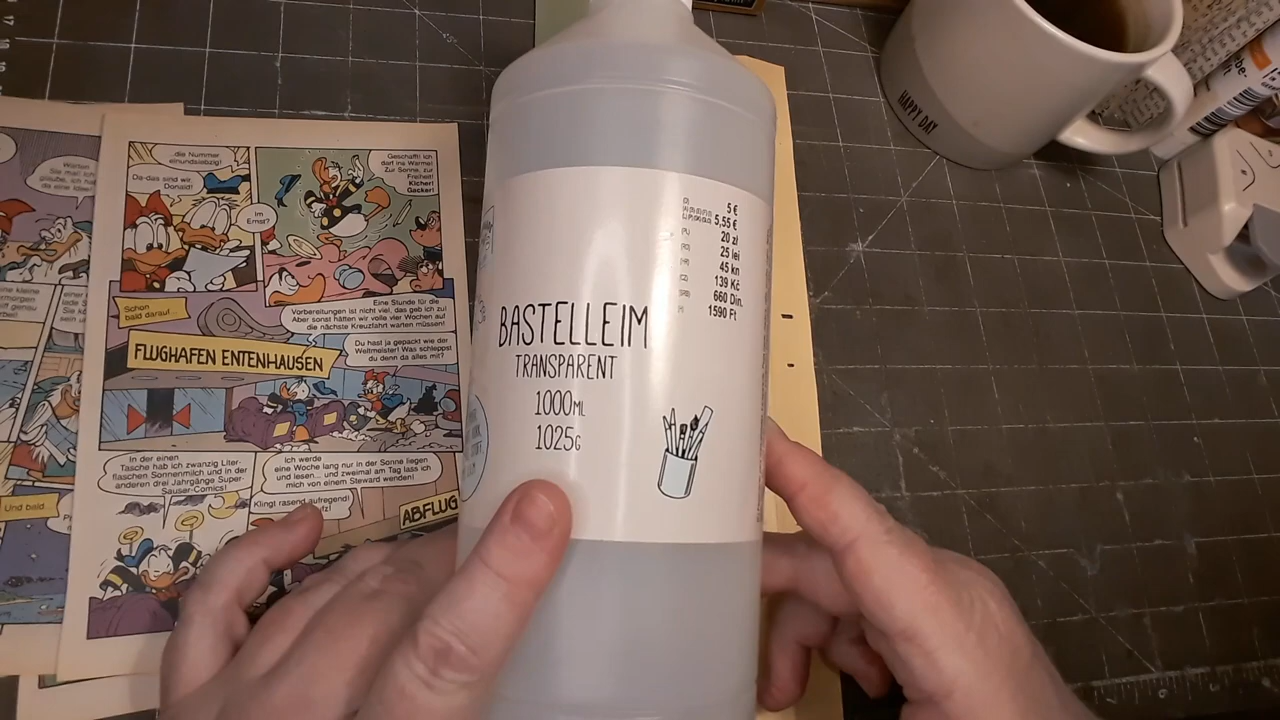 ...die Nummer
einundsiebzig!
Da-das sind wir,
Donald!
Im
Ernst?
Geschafft! Ich
darf ins Warme!
Zur Sonne, zur
Freiheit!
Kicher!
Gacker!
Schon
bald darauf...
Eine Stunde für die
Vorbereitungen ist nicht viel, das geb ich zu!
Aber sonst hätten wir volle vier Wochen auf
die nächste Kreuzfahrt warten müssen!
FLUGHAFEN ENTENHAUSEN
Du hast ja gepackt wie der
Weltmeister! Was schleppst
du denn da alles mit?
In der einen
Tasche hab ich zwanzig Liter-
flaschen Sonnenmilch und in der
anderen drei Jahrgänge Super-
Sauser-Comics!
Ich werde
eine Woche lang nur in der Sonne liegen
und lesen... und zweimal am Tag lass ich
mich von einem Steward wenden!
Klingt rasend aufregend!
ABFLUG
Und bald...
BASTELLEIM
TRANSPARENT
1000ML
1025G
5 €
5,55 €
20 zł
25 lei
45 kn
139 Kč
660 Din.
1590 Ft
HAPPY DAY